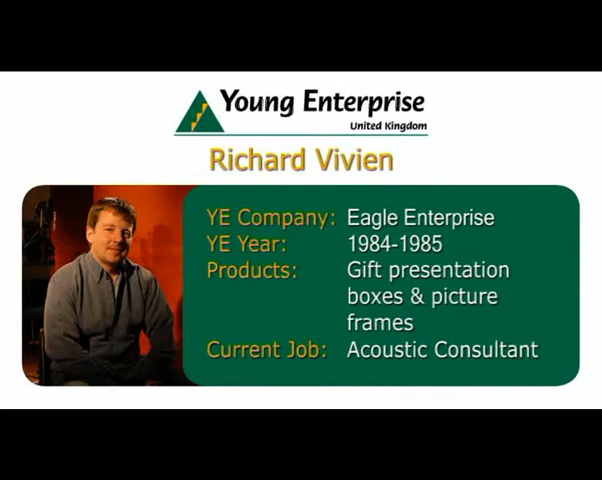 Young Enterprise
United Kingdom
Richard Vivien
YE Company: Eagle Enterprise
YE Year: 1984-1985
Products: Gift presentation
boxes & picture
frames
Current Job: Acoustic Consultant